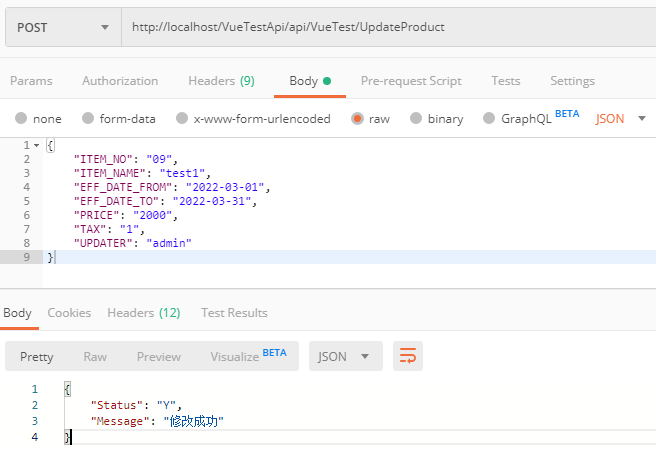 POST http://localhost/VueTestApi/api/VueTest/UpdateProduct
Params Authorization Headers (9) Body Pre-request Script Tests Settings
none form-data x-www-form-urlencoded raw binary GraphQL BETA JSON
1 {
2 "ITEM_NO": "09",
3 "ITEM_NAME": "test1",
4 "EFF_DATE_FROM": "2022-03-01",
5 "EFF_DATE_TO": "2022-03-31",
6 "PRICE": "2000",
7 "TAX": "1",
8 "UPDATER": "admin"
9 }
Body Cookies Headers (12) Test Results
Pretty Raw Preview Visualize BETA JSON
1 {
2 "Status": "Y",
3 "Message": "修改成功"
4 }